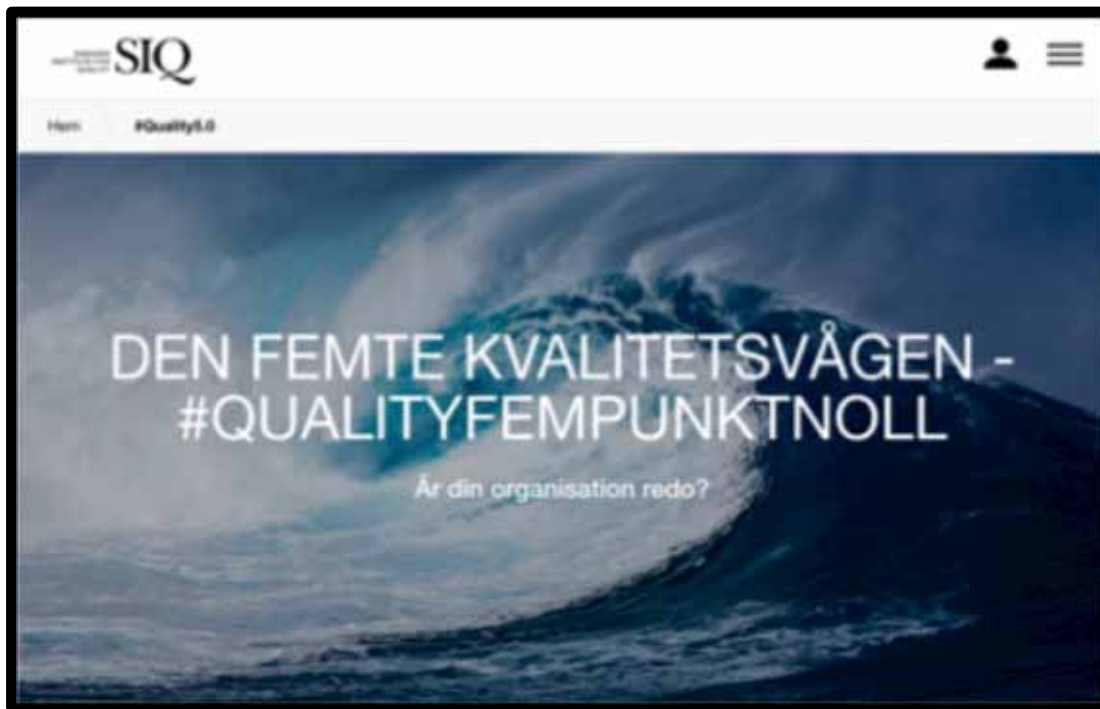 SIQ
Hem #Quality5.0
DEN FEMTE KVALITETSVÅGEN -
#QUALITYFEMPUNKTNOLL
Är din organisation redo?